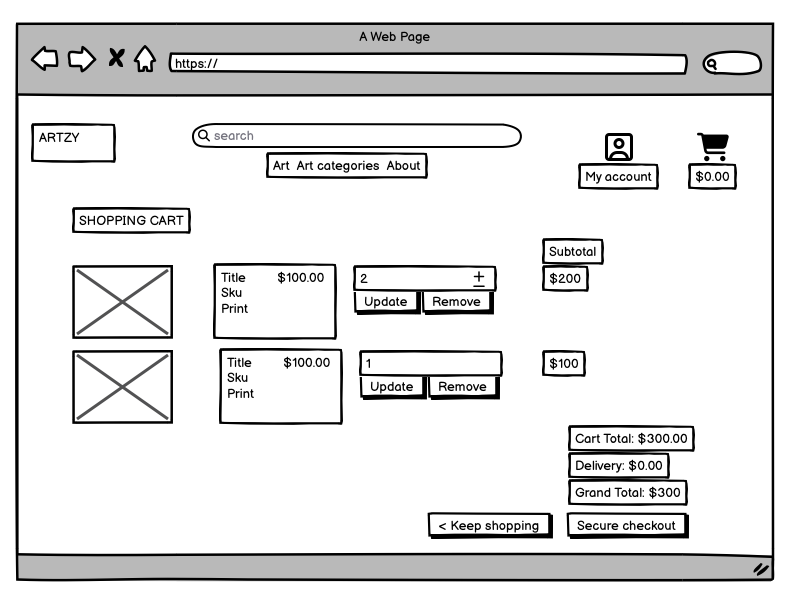 A Web Page
https://
ARTZY
search
Art Art categories About
My account
$0.00
SHOPPING CART
Subtotal
Title $100.00
Sku
Print
2 +
Update Remove
$200
Title $100.00
Sku
Print
1
Update Remove
$100
Cart Total: $300.00
Delivery: $0.00
Grand Total: $300
< Keep shopping
Secure checkout